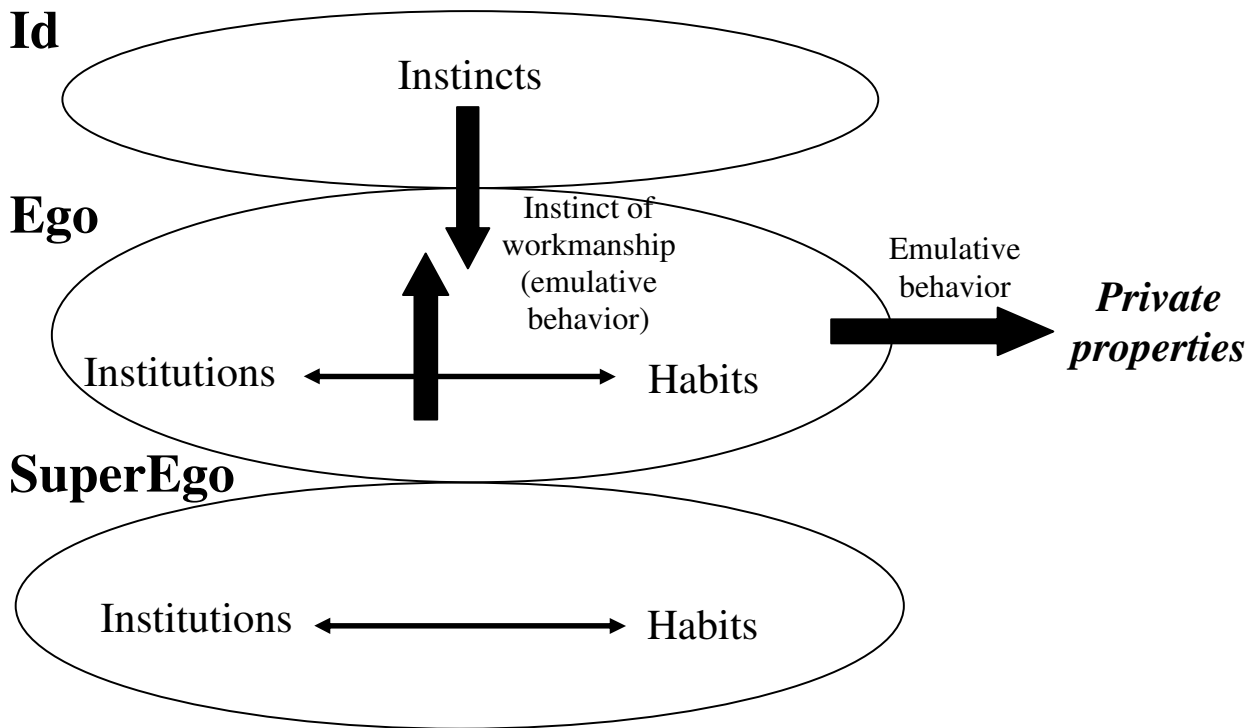 Id
Instincts
Ego
Instinct of
workmanship
(emulative
behavior)
Emulative
behavior
Private
properties
Institutions
Habits
SuperEgo
Institutions
Habits